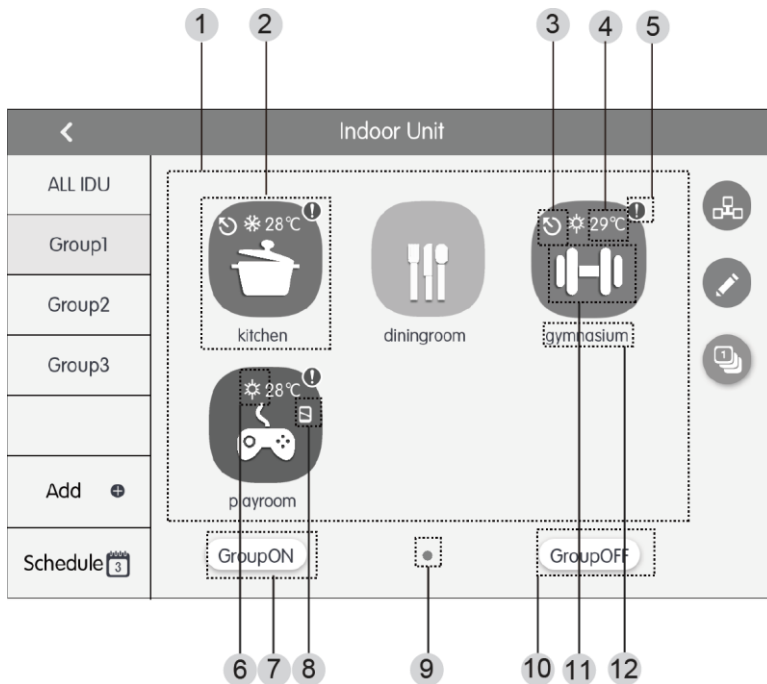 1 2 3 4 5
Indoor Unit
ALL IDU
Group1
Group2
Group3
Add
Schedule 3
28℃
kitchen
diningroom
29℃
gymnasium
1
28℃
playroom
GroupON
GroupOFF
6 7 8 9 10 11 12